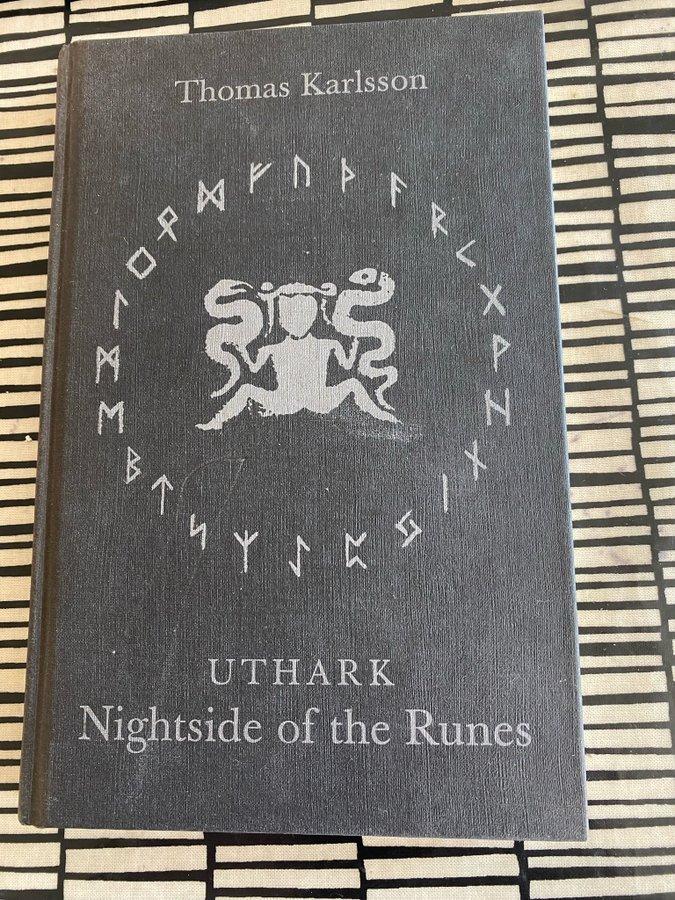 Thomas Karlsson
ᚢ ᚦ ᚨ ᚱ ᚲ ᚷ ᚹ ᚺ ᚾ ᛁ ᛃ ᛈ ᛇ ᛉ ᛋ ᛏ ᛒ ᛖ ᛗ ᛚ ᛜ ᛟ ᛞ ᚠ
UTHARK
Nightside of the Runes